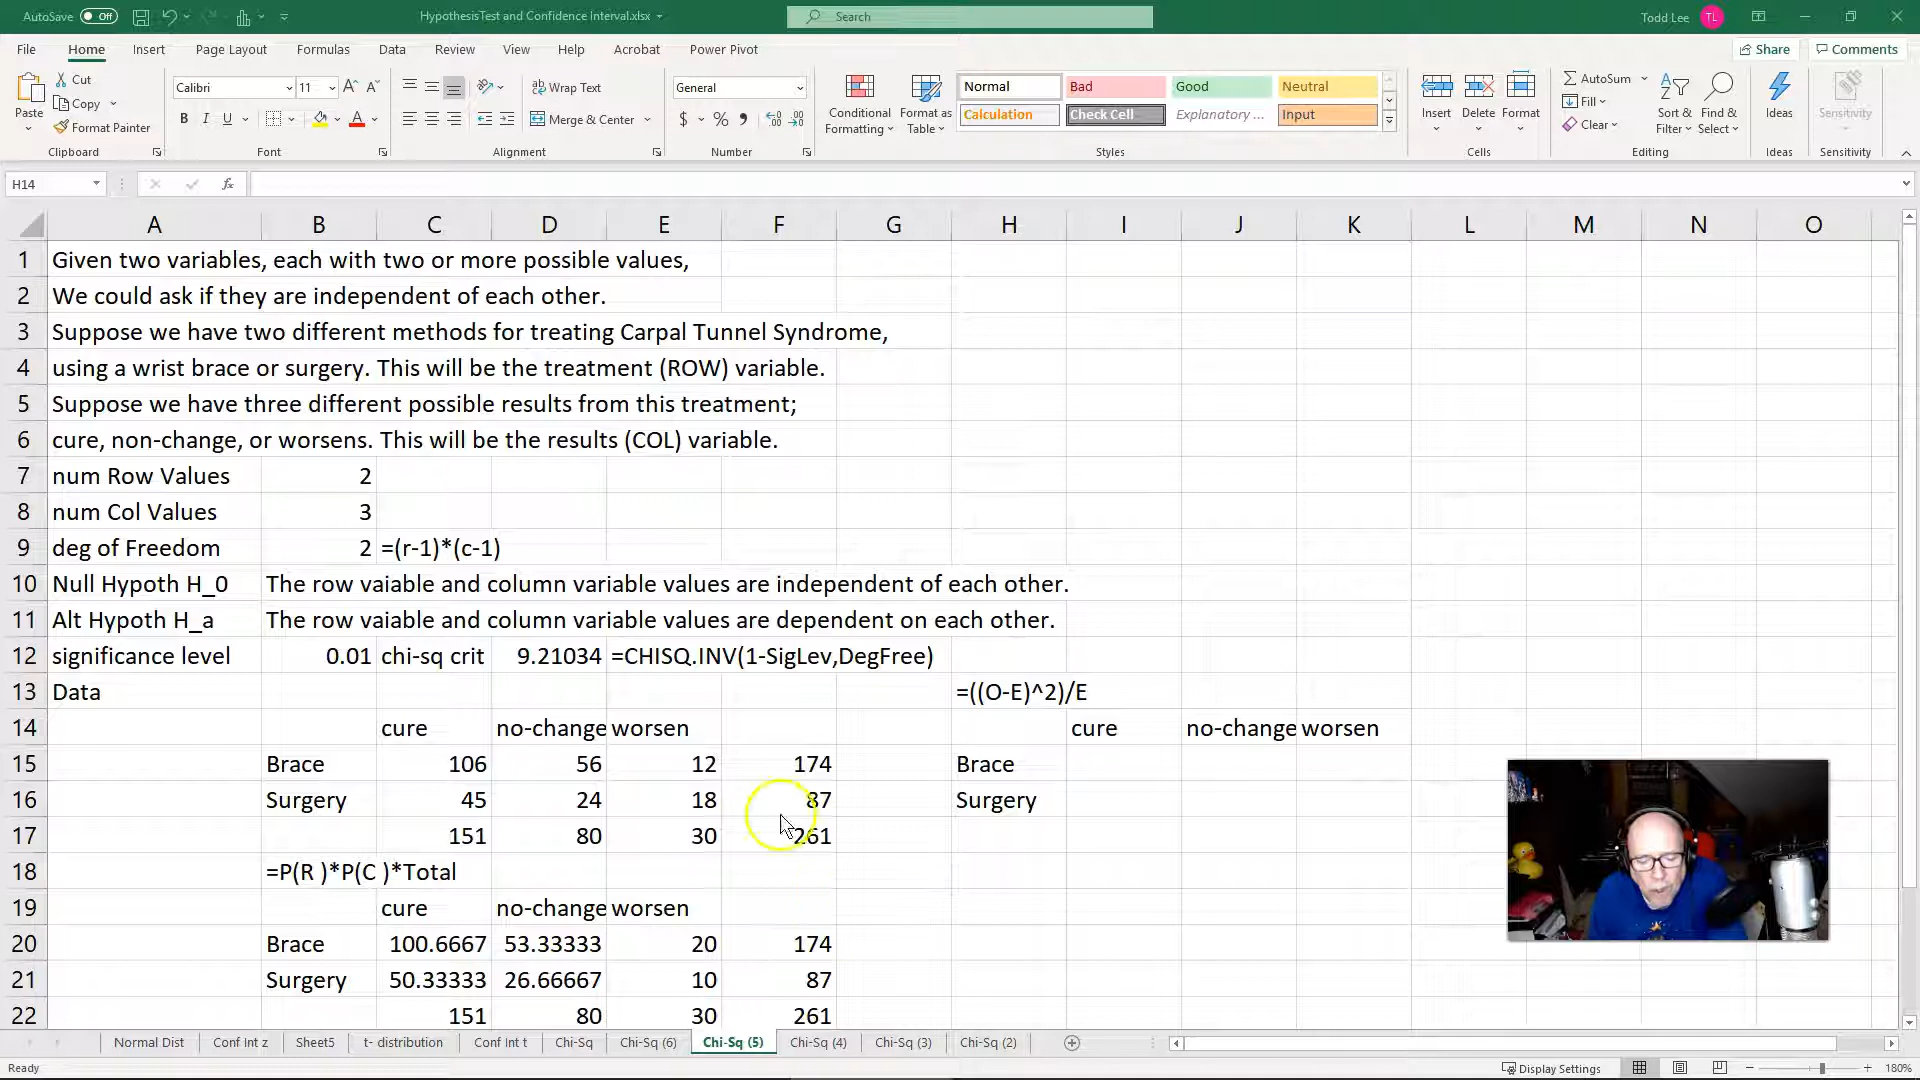 AutoSave Off HypothesisTest and Confidence Interval.xlsx Search Todd Lee TL
File Home Insert Page Layout Formulas Data Review View Help Acrobat Power Pivot Share Comments
Paste Cut Copy Format Painter Calibri 11 A A Wrap Text General Conditional Formatting Format as Table Normal Bad Good Neutral Insert Delete Format AutoSum Sort & Filter Find & Select Ideas Sensitivity
B I U A Merge & Center $ % Calculation Check Cell Explanatory ... Input Fill Clear
Clipboard Font Alignment Number Styles Cells Editing Ideas Sensitivity
H14 fx
A B C D E F G H I J K L M N O
1 Given two variables, each with two or more possible values,
2 We could ask if they are independent of each other.
3 Suppose we have two different methods for treating Carpal Tunnel Syndrome,
4 using a wrist brace or surgery. This will be the treatment (ROW) variable.
5 Suppose we have three different possible results from this treatment;
6 cure, non-change, or worsens. This will be the results (COL) variable.
7 num Row Values 2
8 num Col Values 3
9 deg of Freedom 2 =(r-1)*(c-1)
10 Null Hypoth H_0 The row vaiable and column variable values are independent of each other.
11 Alt Hypoth H_a The row vaiable and column variable values are dependent on each other.
12 significance level 0.01 chi-sq crit 9.21034 =CHISQ.INV(1-SigLev,DegFree)
13 Data =((O-E)^2)/E
14 cure no-change worsen cure no-change worsen
15 Brace 106 56 12 174 Brace
16 Surgery 45 24 18 87 Surgery
17 151 80 30 261
18 =P(R )*P(C )*Total
19 cure no-change worsen
20 Brace 100.6667 53.33333 20 174
21 Surgery 50.33333 26.66667 10 87
22 151 80 30 261
Normal Dist Conf Int z Sheet5 t- distribution Conf Int t Chi-Sq Chi-Sq (6) Chi-Sq (5) Chi-Sq (4) Chi-Sq (3) Chi-Sq (2)
Ready Display Settings 180%